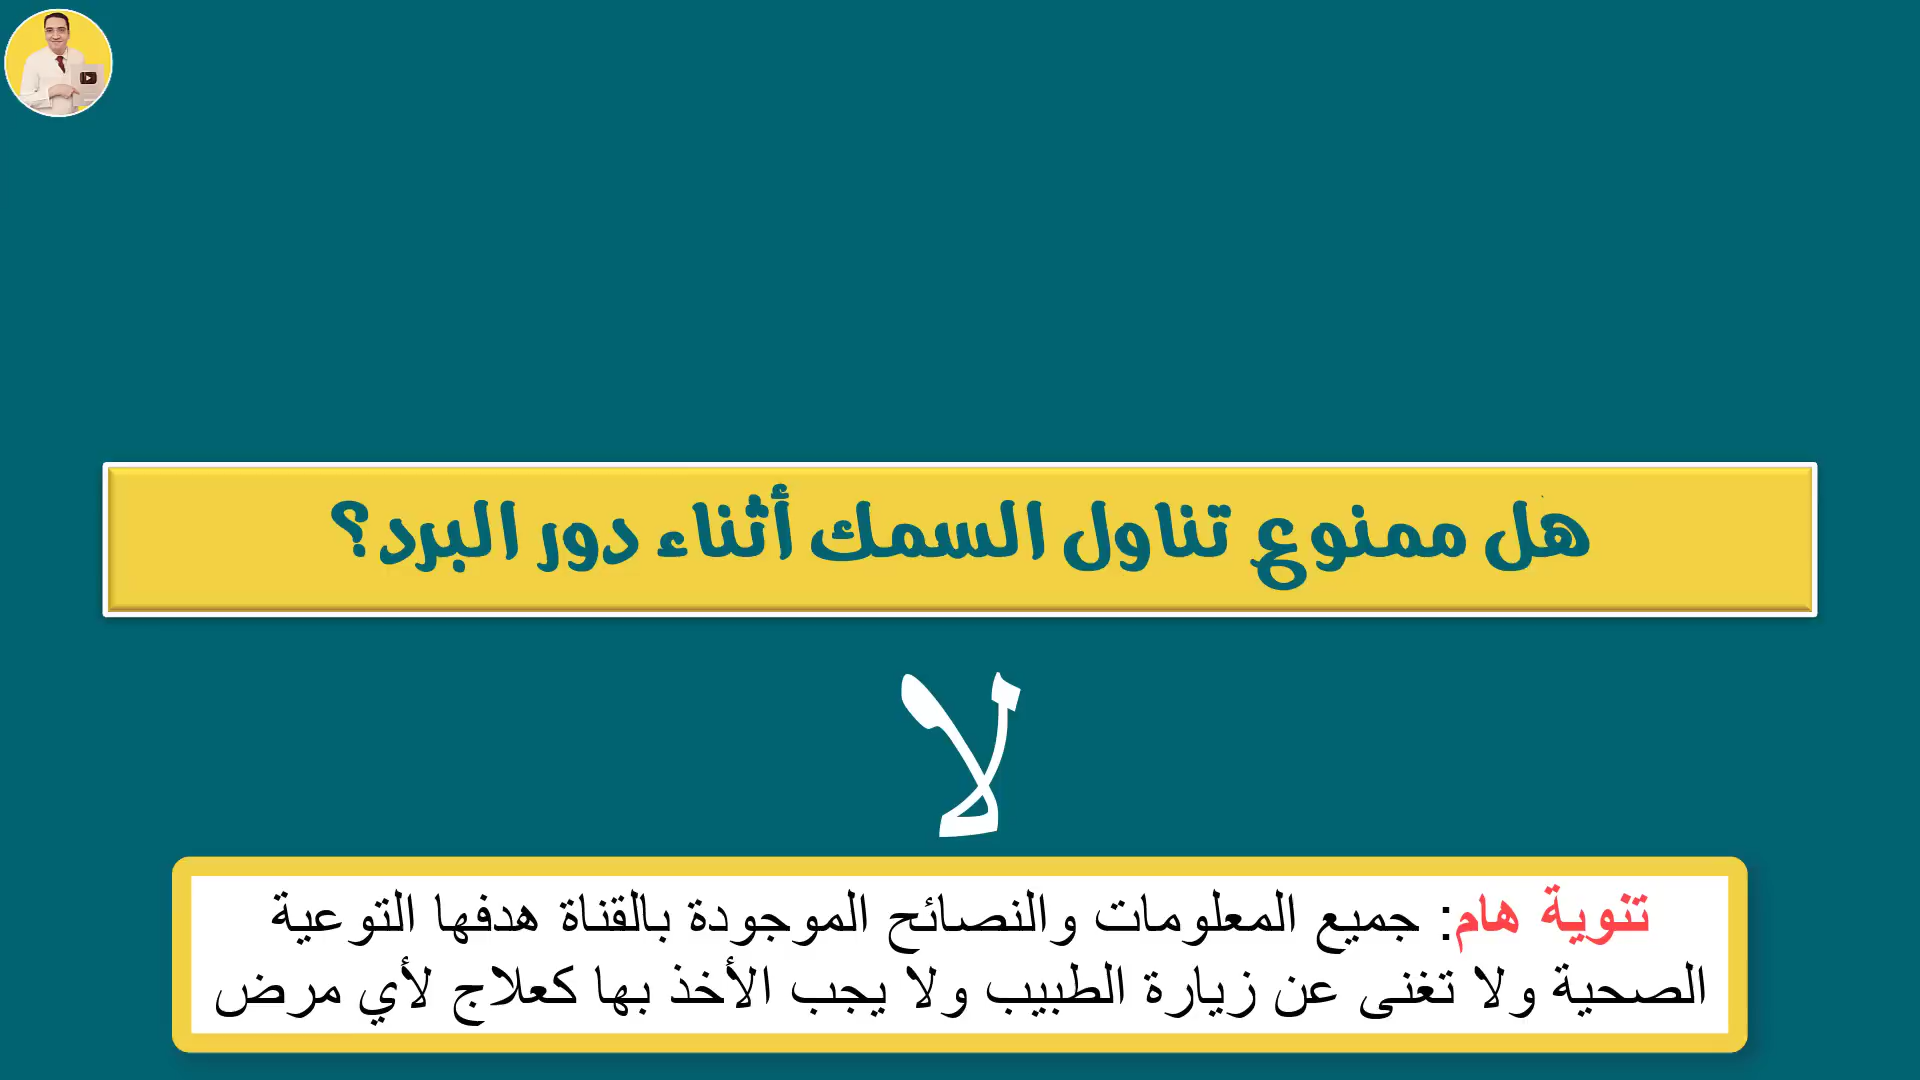 هل ممنوع تناول السمك أثناء دور البرد؟
لا
تنوية هام: جميع المعلومات والنصائح الموجودة بالقناة هدفها التوعية
الصحية ولا تغنى عن زيارة الطبيب ولا يجب الأخذ بها كعلاج لأي مرض